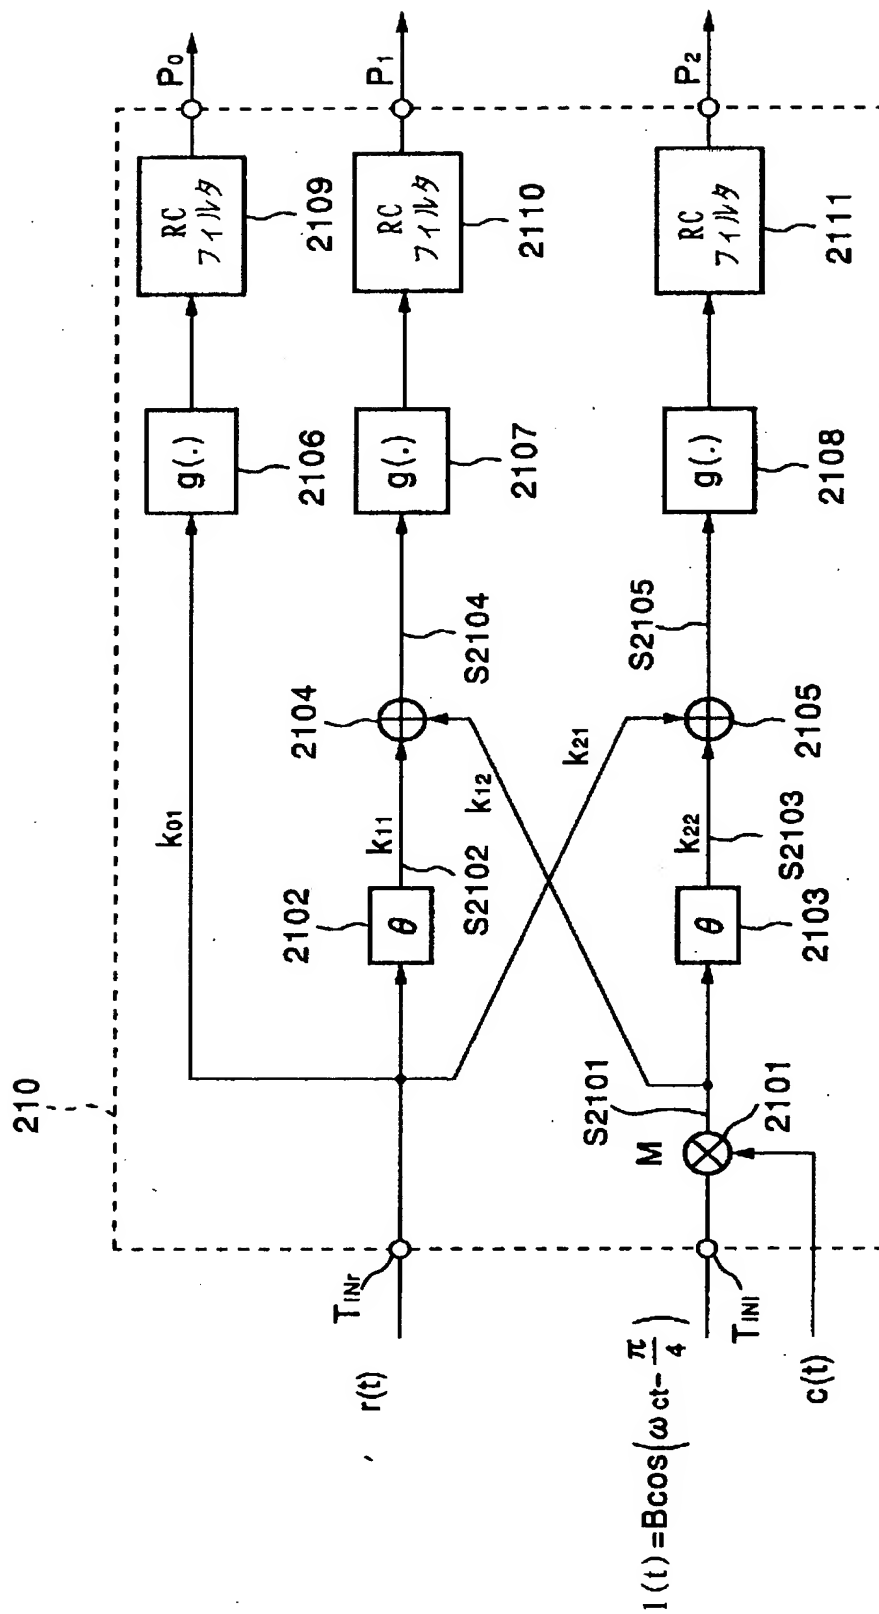 210
P0
RC
フィルタ
2109
g(.)
2106
k01
P1
RC
フィルタ
2110
g(.)
2107
S2104
2104
k11
S2102
2102
θ
TINr
r(t)
k12
k21
P2
RC
フィルタ
2111
g(.)
2108
S2105
2105
k22
S2103
θ
2103
S2101
M
2101
TINl
l(t)=Bcos(ωct-π/4)
c(t)